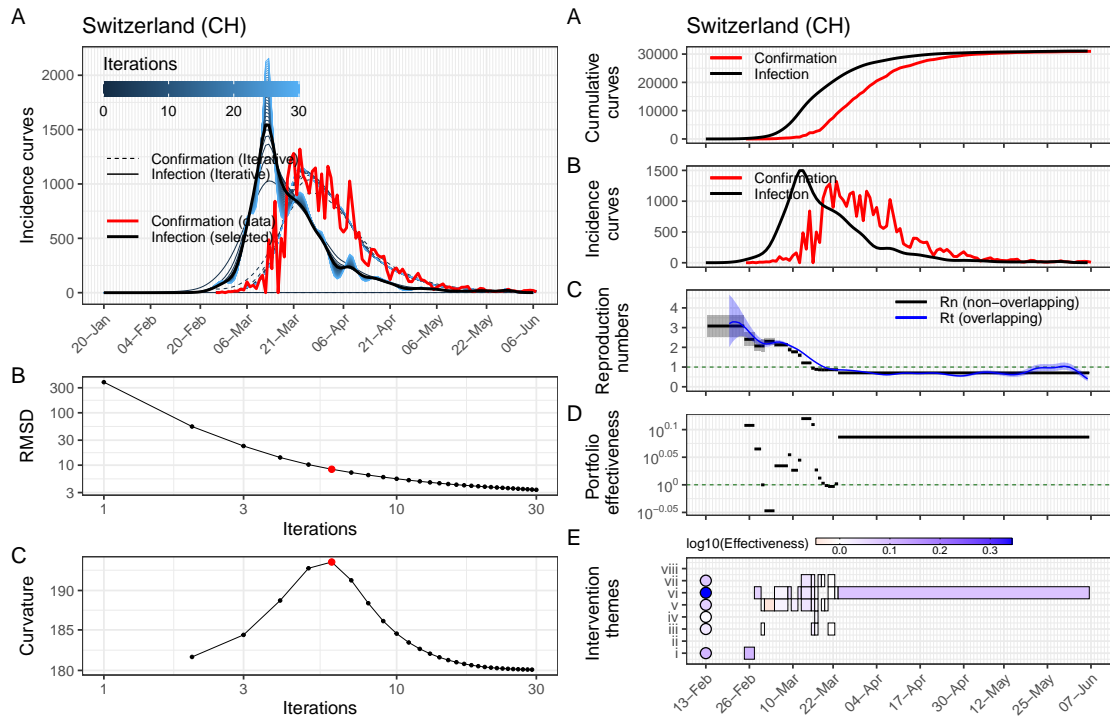 A
Switzerland (CH)
Iterations
0 10 20 30
Confirmation (Iterative)
Infection (Iterative)
Confirmation (data)
Infection (selected)
Incidence curves
2000
1500
1000
500
0
20−Jan
04−Feb
20−Feb
06−Mar
21−Mar
06−Apr
21−Apr
06−May
22−May
06−Jun
B
RMSD
300
100
30
10
3
1 3 10 30
Iterations
C
Curvature
190
185
180
1 3 10 30
Iterations
A
Switzerland (CH)
Confirmation
Infection
Cumulative
curves
30000
20000
10000
0
B
Confirmation
Infection
Incidence
curves
1500
1000
500
0
C
Rn (non−overlapping)
Rt (overlapping)
Reproduction
numbers
4
3
2
1
0
D
Portfolio
effectiveness
10^0.1
10^0.05
10^0
10^−0.05
E
log10(Effectiveness)
0.0 0.1 0.2 0.3
Intervention
themes
viii
vii
vi
v
iv
iii
ii
i
13−Feb
26−Feb
10−Mar
22−Mar
04−Apr
17−Apr
30−Apr
12−May
25−May
07−Jun